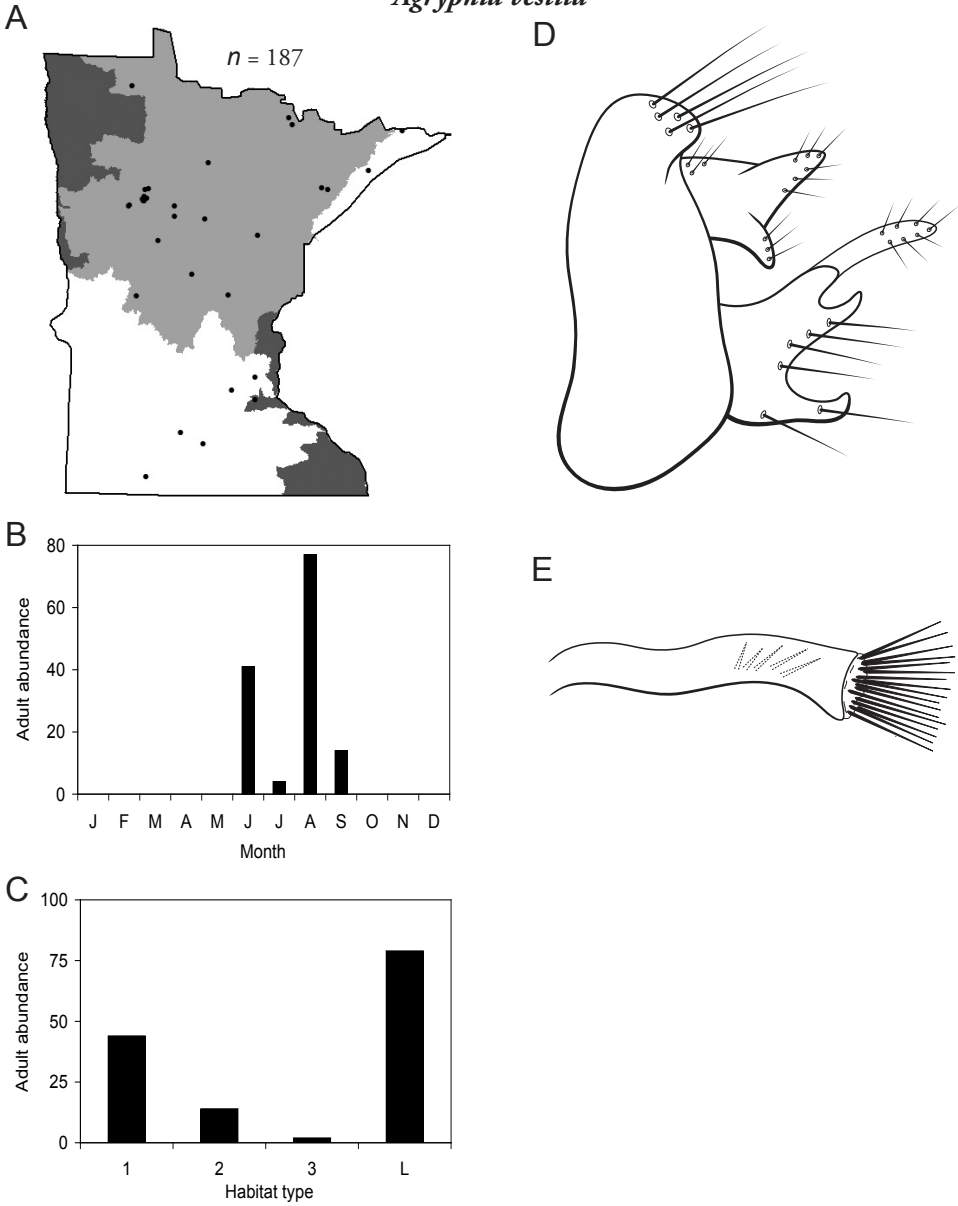 Agrypnia vestita
A
n = 187
D
B
80
60
40
20
0
Adult abundance
J F M A M J J A S O N D
Month
E
C
100
75
50
25
0
Adult abundance
1 2 3 L
Habitat type